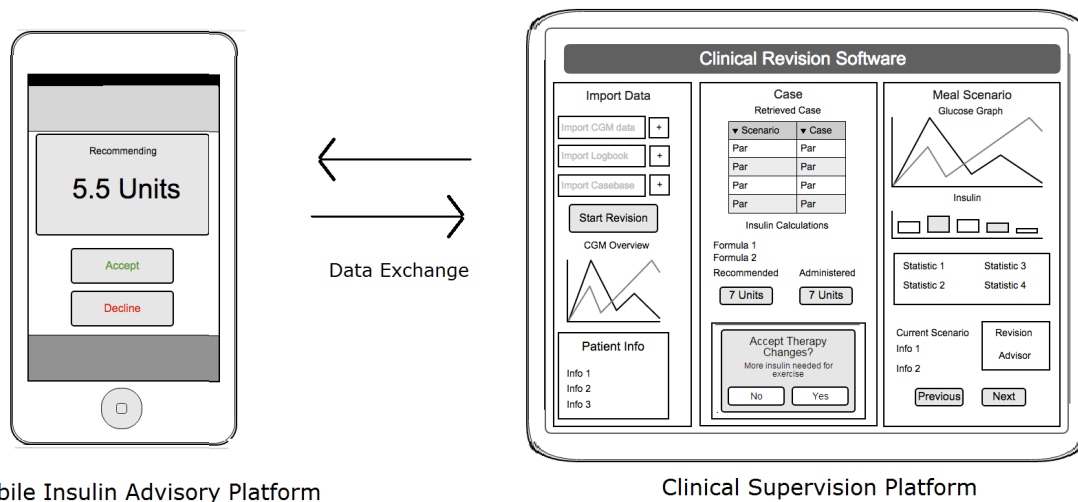 Recommending
5.5 Units
Accept
Decline
bile Insulin Advisory Platform
Data Exchange
Clinical Revision Software
Import Data
Import CGM data +
Import Logbook +
Import Casebase +
Start Revision
CGM Overview
Patient Info
Info 1
Info 2
Info 3
Case
Retrieved Case
▼ Scenario ▼ Case
Par Par
Par Par
Par Par
Par Par
Insulin Calculations
Formula 1
Formula 2
Recommended Administered
7 Units 7 Units
Accept Therapy
Changes?
More insulin needed for
exercise
No Yes
Meal Scenario
Glucose Graph
Insulin
Statistic 1 Statistic 3
Statistic 2 Statistic 4
Current Scenario
Info 1
Info 2
Revision
Advisor
Previous Next
Clinical Supervision Platform